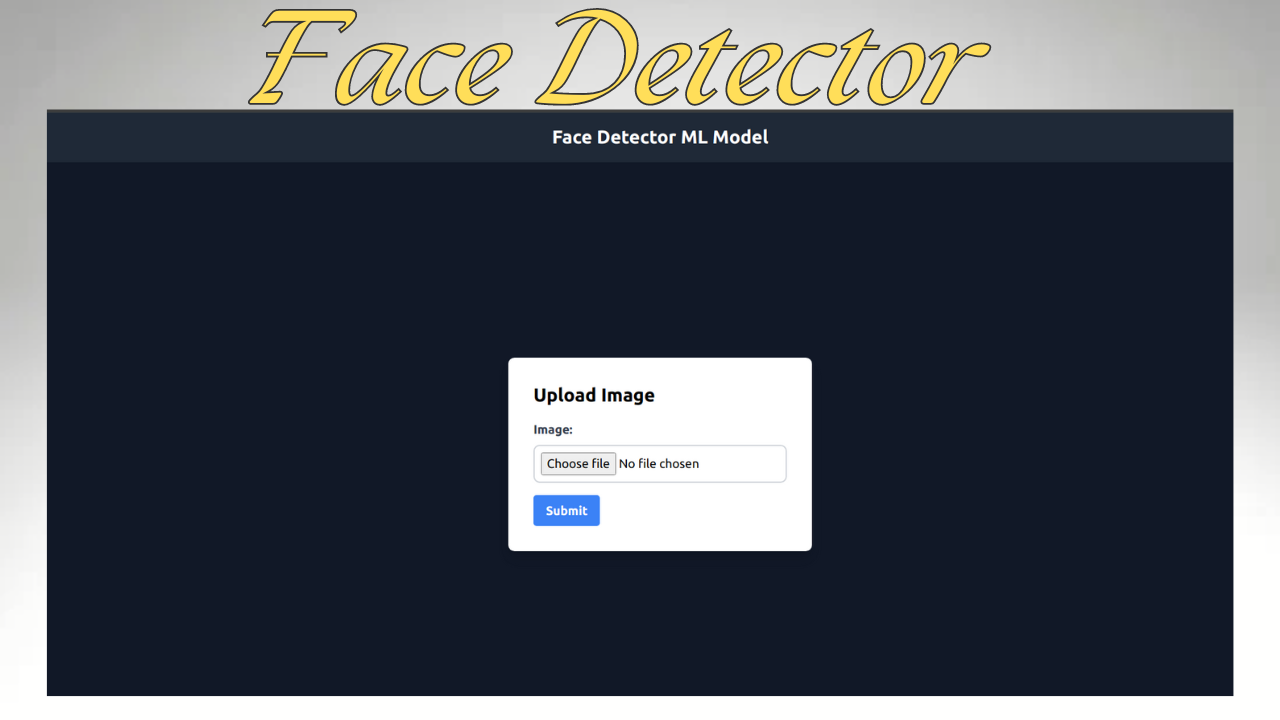 Face Detector
Face Detector ML Model
Upload Image
Image:
Choose file No file chosen
Submit